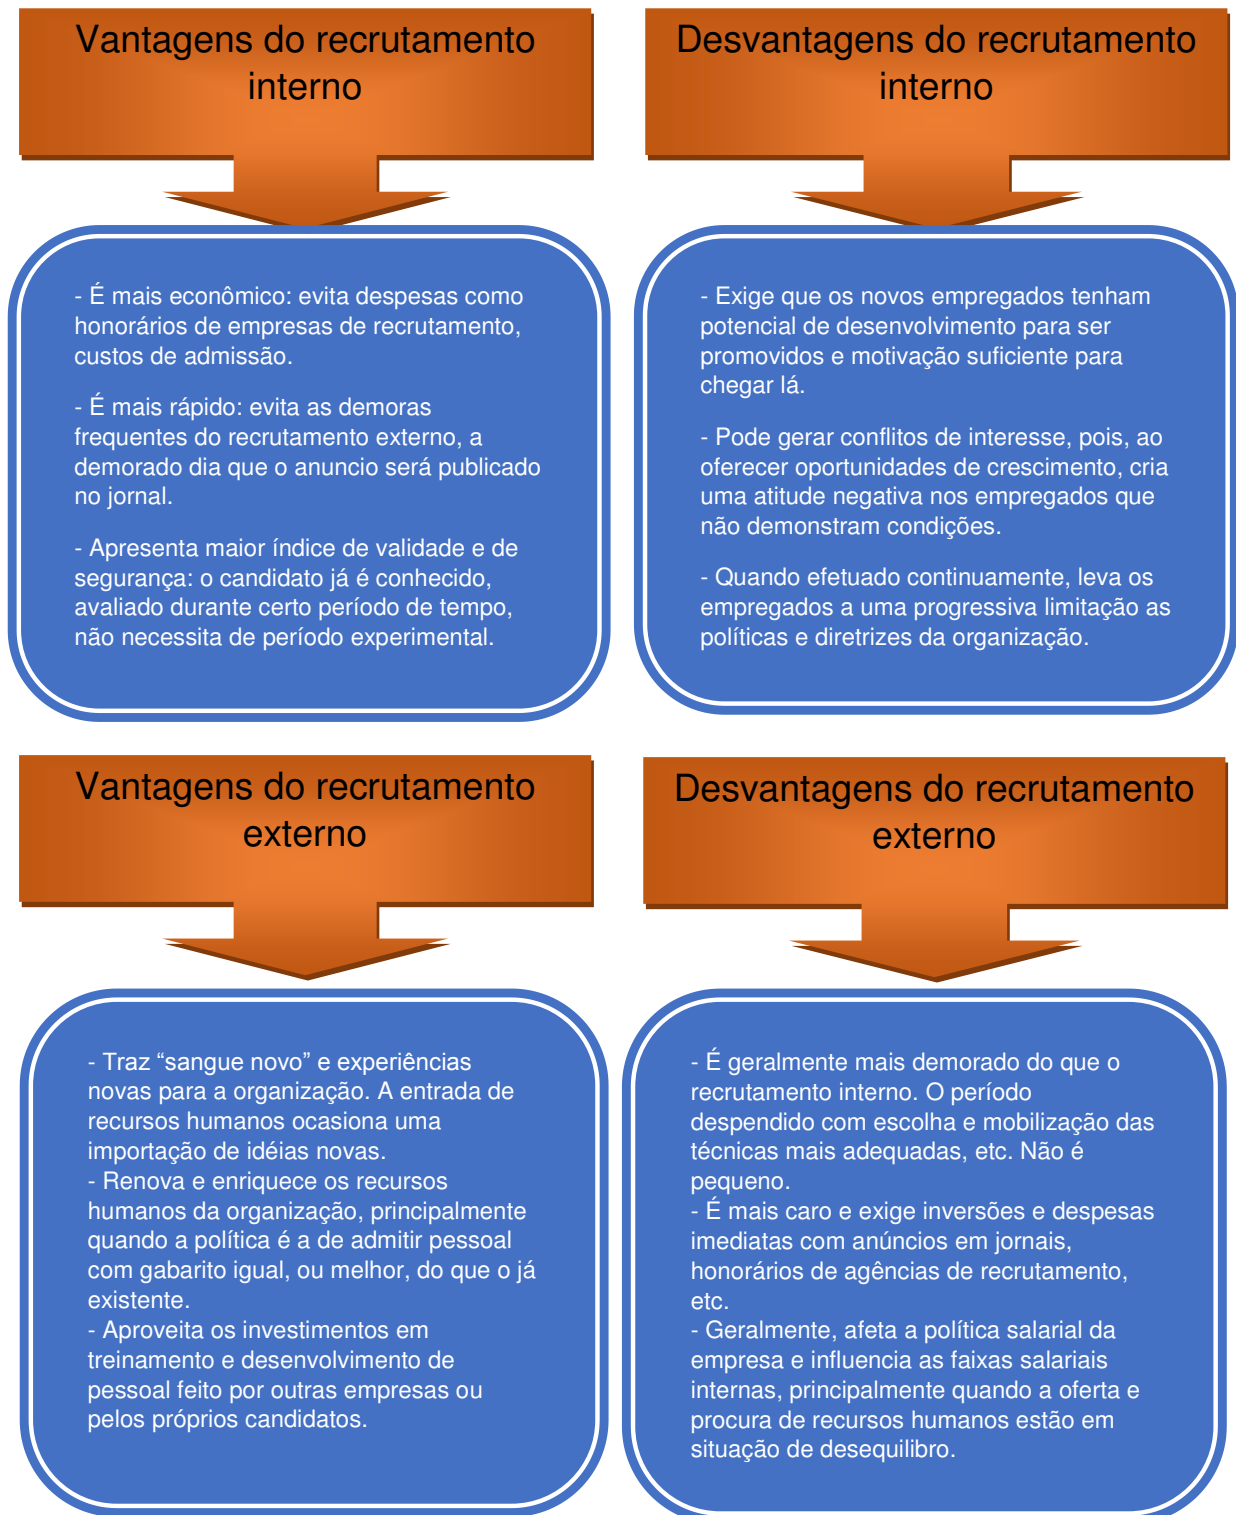 Vantagens do recrutamento
interno
- É mais econômico: evita despesas como
honorários de empresas de recrutamento,
custos de admissão.
- É mais rápido: evita as demoras
frequentes do recrutamento externo, a
demorado dia que o anuncio será publicado
no jornal.
- Apresenta maior índice de validade e de
segurança: o candidato já é conhecido,
avaliado durante certo período de tempo,
não necessita de período experimental.
Desvantagens do recrutamento
interno
- Exige que os novos empregados tenham
potencial de desenvolvimento para ser
promovidos e motivação suficiente para
chegar lá.
- Pode gerar conflitos de interesse, pois, ao
oferecer oportunidades de crescimento, cria
uma atitude negativa nos empregados que
não demonstram condições.
- Quando efetuado continuamente, leva os
empregados a uma progressiva limitação as
políticas e diretrizes da organização.
Vantagens do recrutamento
externo
- Traz “sangue novo” e experiências
novas para a organização. A entrada de
recursos humanos ocasiona uma
importação de idéias novas.
- Renova e enriquece os recursos
humanos da organização, principalmente
quando a política é a de admitir pessoal
com gabarito igual, ou melhor, do que o já
existente.
- Aproveita os investimentos em
treinamento e desenvolvimento de
pessoal feito por outras empresas ou
pelos próprios candidatos.
Desvantagens do recrutamento
externo
- É geralmente mais demorado do que o
recrutamento interno. O período
despendido com escolha e mobilização das
técnicas mais adequadas, etc. Não é
pequeno.
- É mais caro e exige inversões e despesas
imediatas com anúncios em jornais,
honorários de agências de recrutamento,
etc.
- Geralmente, afeta a política salarial da
empresa e influencia as faixas salariais
internas, principalmente quando a oferta e
procura de recursos humanos estão em
situação de desequilibro.